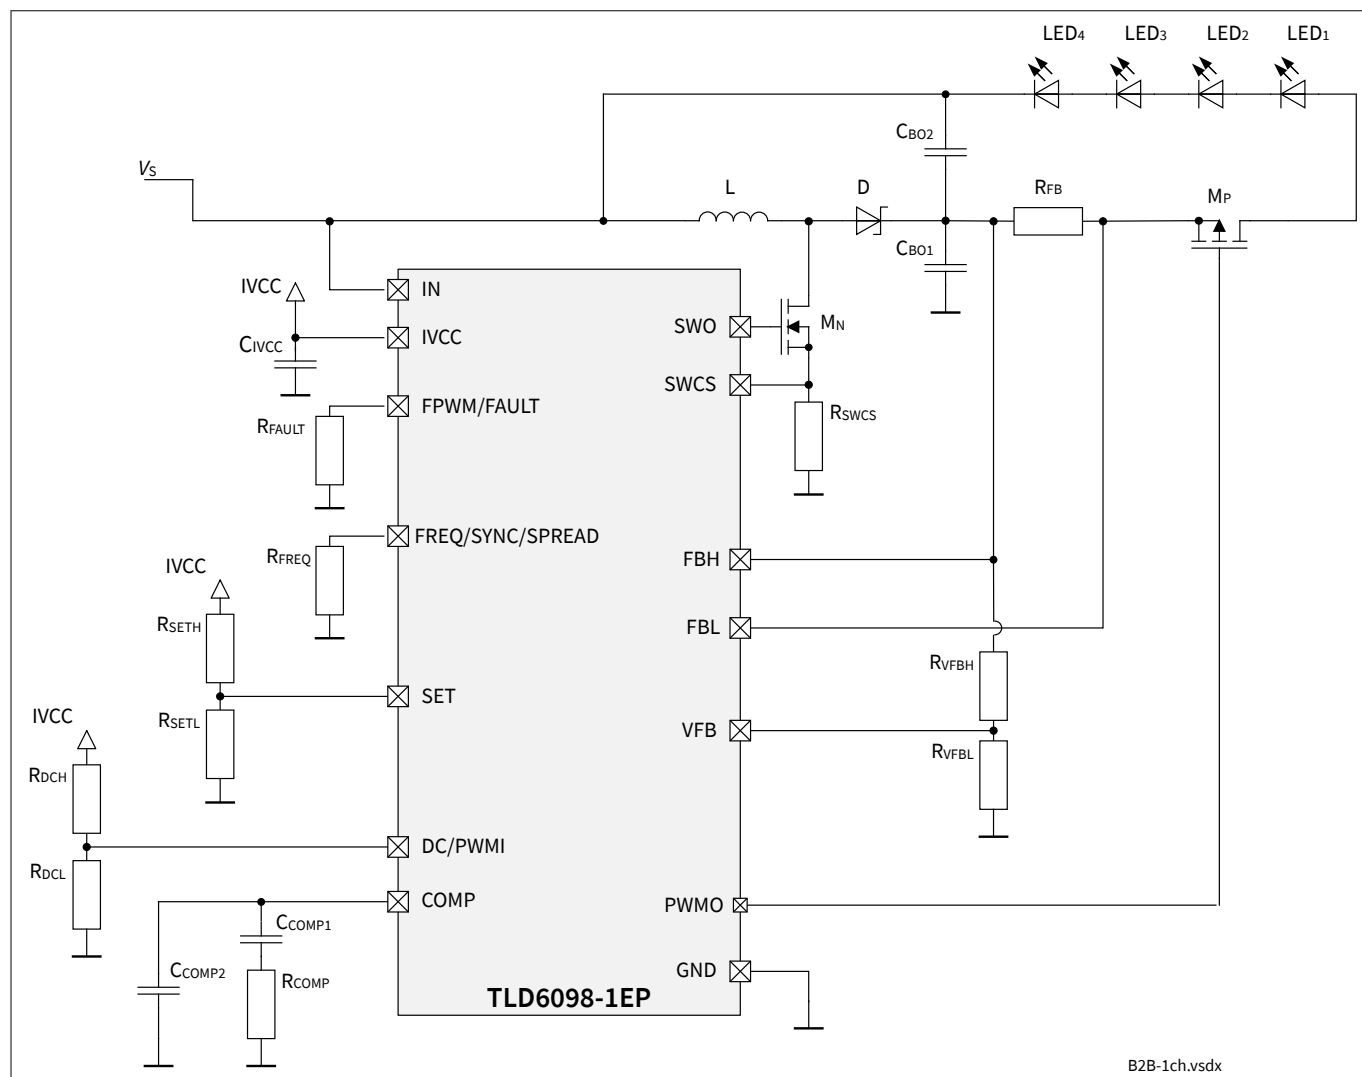 LED4 LED3 LED2 LED1
CBO2
VS
L D RFB MP
CBO1
IVCC
IN
SWO MN
CIVCC IVCC
SWCS
RSWCS
FPWM/FAULT
RFAULT
FREQ/SYNC/SPREAD
RFREQ
FBH
IVCC
RSETH
FBL
RVFBH
SET
RSETL
IVCC
VFB
RVFBL
RDCH
DC/PWMI
RDCL
COMP
PWMO
CCOMP1
CCOMP2 RCOMP
GND
TLD6098-1EP
B2B-1ch.vsdx